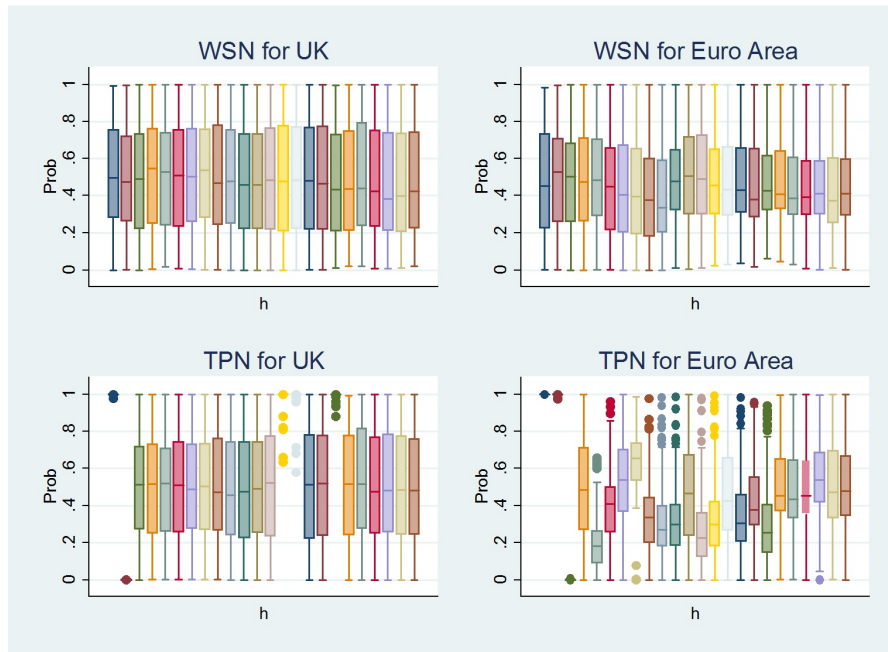 WSN for UK
1
.8
.6
.4
.2
0
Prob
h
WSN for Euro Area
1
.8
.6
.4
.2
0
Prob
h
TPN for UK
1
.8
.6
.4
.2
0
Prob
h
TPN for Euro Area
1
.8
.6
.4
.2
0
Prob
h